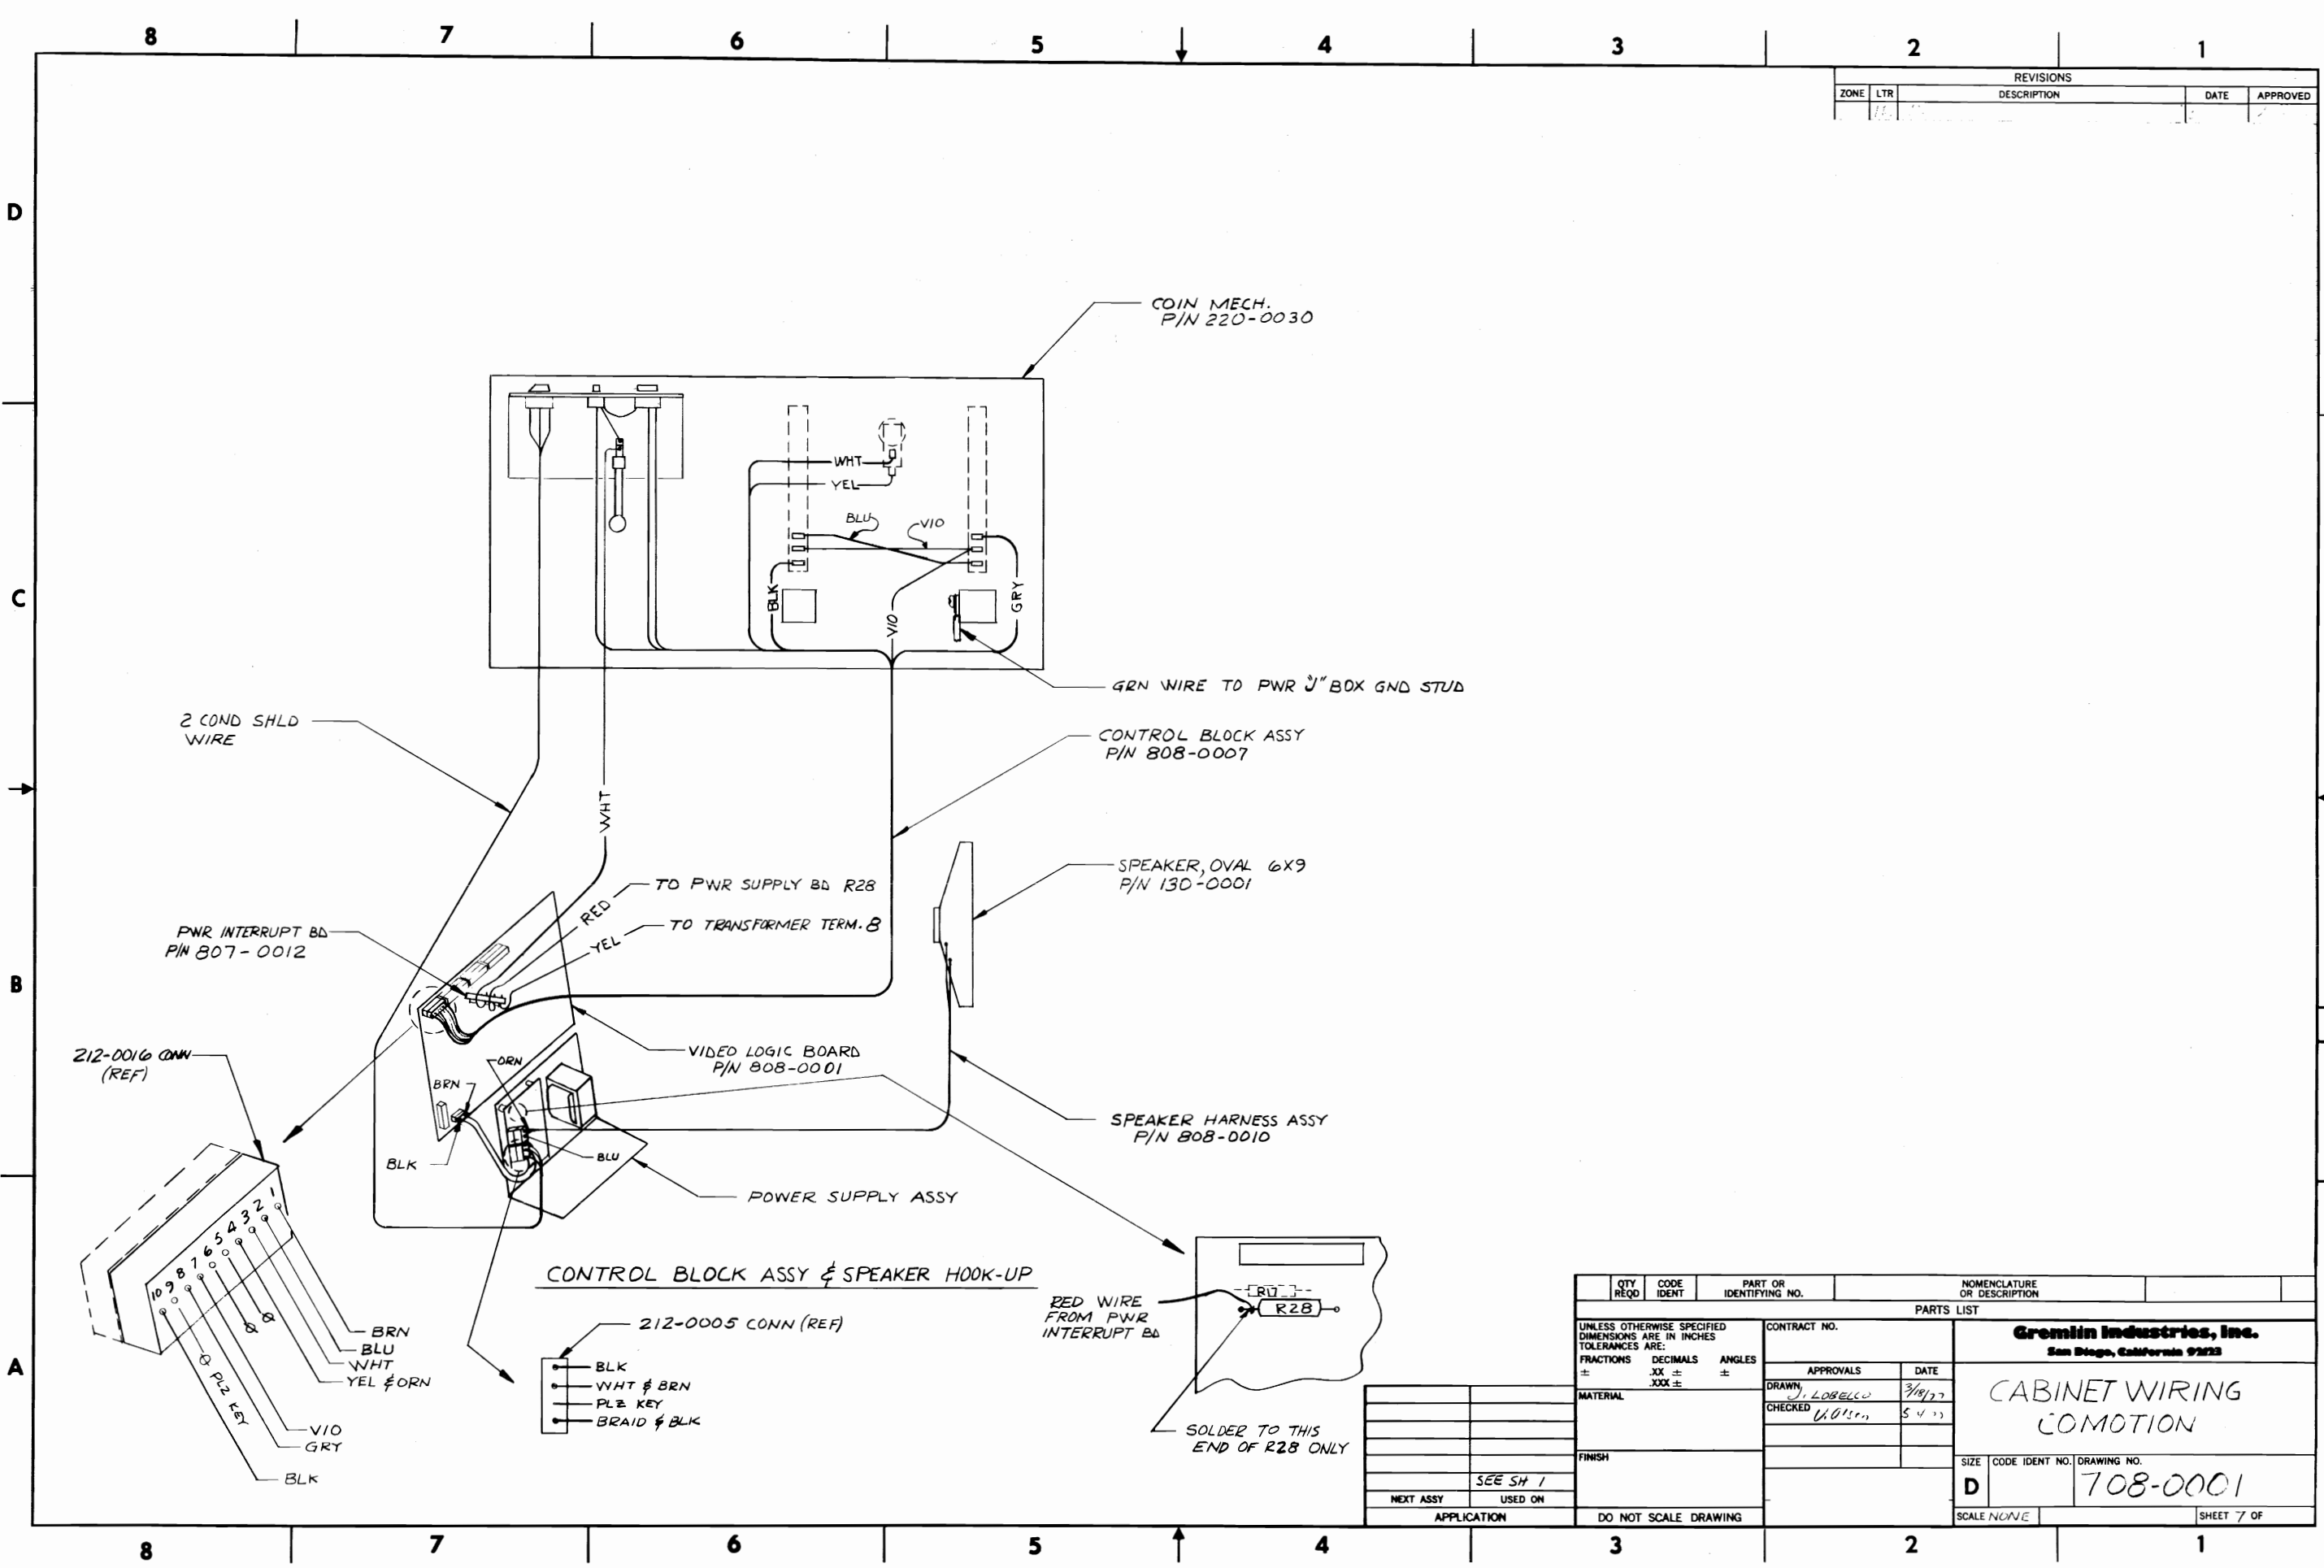 8 7 6 5 4 3 2 1
REVISIONS
ZONE LTR DESCRIPTION DATE APPROVED
D
C
B
A
COIN MECH.
P/N 220-0030
WHT
YEL
BLU
VIO
BLK
VIO
GRY
GRN WIRE TO PWR "J" BOX GND STUD
2 COND SHLD
WIRE
CONTROL BLOCK ASSY
P/N 808-0007
WHT
SPEAKER, OVAL 6X9
P/N 130-0001
TO PWR SUPPLY BD R28
RED
TO TRANSFORMER TERM. 8
YEL
PWR INTERRUPT BD
P/N 807-0012
212-0016 CONN
(REF)
VIDEO LOGIC BOARD
P/N 808-0001
ORN
BRN
BLK
BLU
SPEAKER HARNESS ASSY
P/N 808-0010
POWER SUPPLY ASSY
10 9 8 7 6 5 4 3 2 1
BRN
BLU
WHT
YEL & ORN
PLZ KEY
VIO
GRY
BLK
CONTROL BLOCK ASSY & SPEAKER HOOK-UP
212-0005 CONN (REF)
BLK
WHT & BRN
PLZ KEY
BRAID & BLK
RED WIRE
FROM PWR
INTERRUPT BD
R17
R28
SOLDER TO THIS
END OF R28 ONLY
SEE SH 1
NEXT ASSY USED ON
APPLICATION
QTY REQD
CODE IDENT
PART OR IDENTIFYING NO.
NOMENCLATURE OR DESCRIPTION
PARTS LIST
UNLESS OTHERWISE SPECIFIED
DIMENSIONS ARE IN INCHES
TOLERANCES ARE:
FRACTIONS DECIMALS ANGLES
± .XX ± ±
.XXX ±
MATERIAL
FINISH
DO NOT SCALE DRAWING
CONTRACT NO.
APPROVALS DATE
DRAWN J. LOBELLO 3/18/77
CHECKED V. Olsen 5 4 77
Gremlin Industries, Inc.
San Diego, California 92123
CABINET WIRING
COMOTION
SIZE D
CODE IDENT NO.
DRAWING NO. 708-0001
SCALE NONE
SHEET 7 OF
8 7 6 5 4 3 2 1